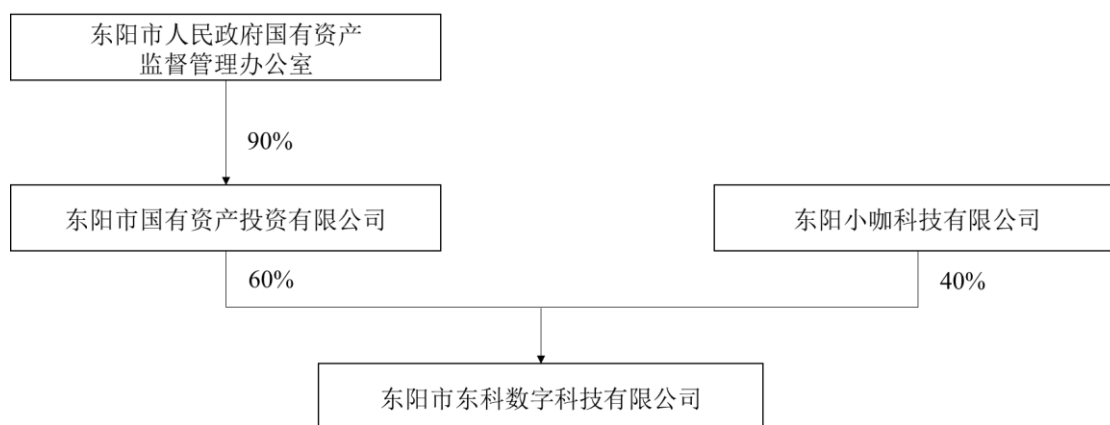 东阳市人民政府国有资产
监督管理办公室
90%
东阳市国有资产投资有限公司
东阳小咖科技有限公司
60%
40%
东阳市东科数字科技有限公司